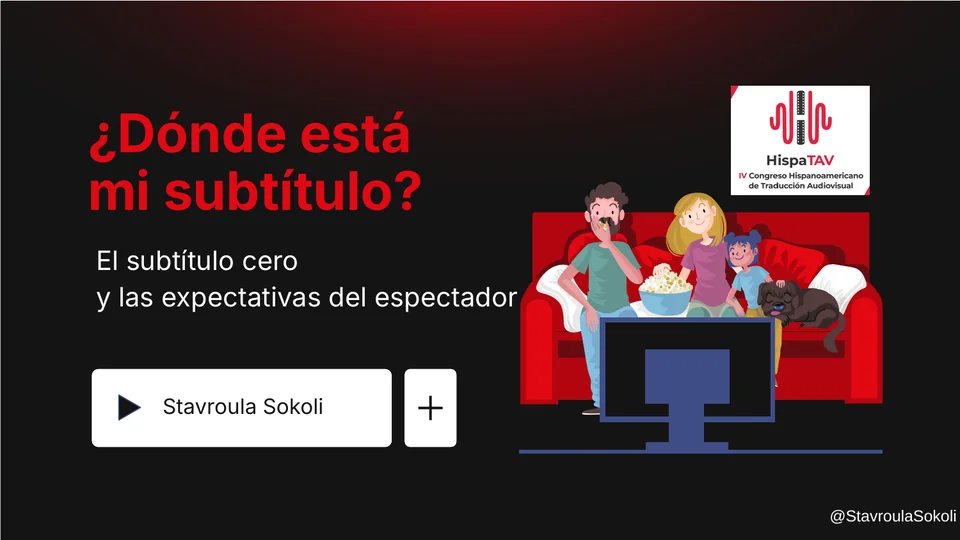 ¿Dónde está
mi subtítulo?
El subtítulo cero
y las expectativas del espectador
Stavroula Sokoli
HispaTAV
IV Congreso Hispanoamericano
de Traducción Audiovisual
@StavroulaSokoli